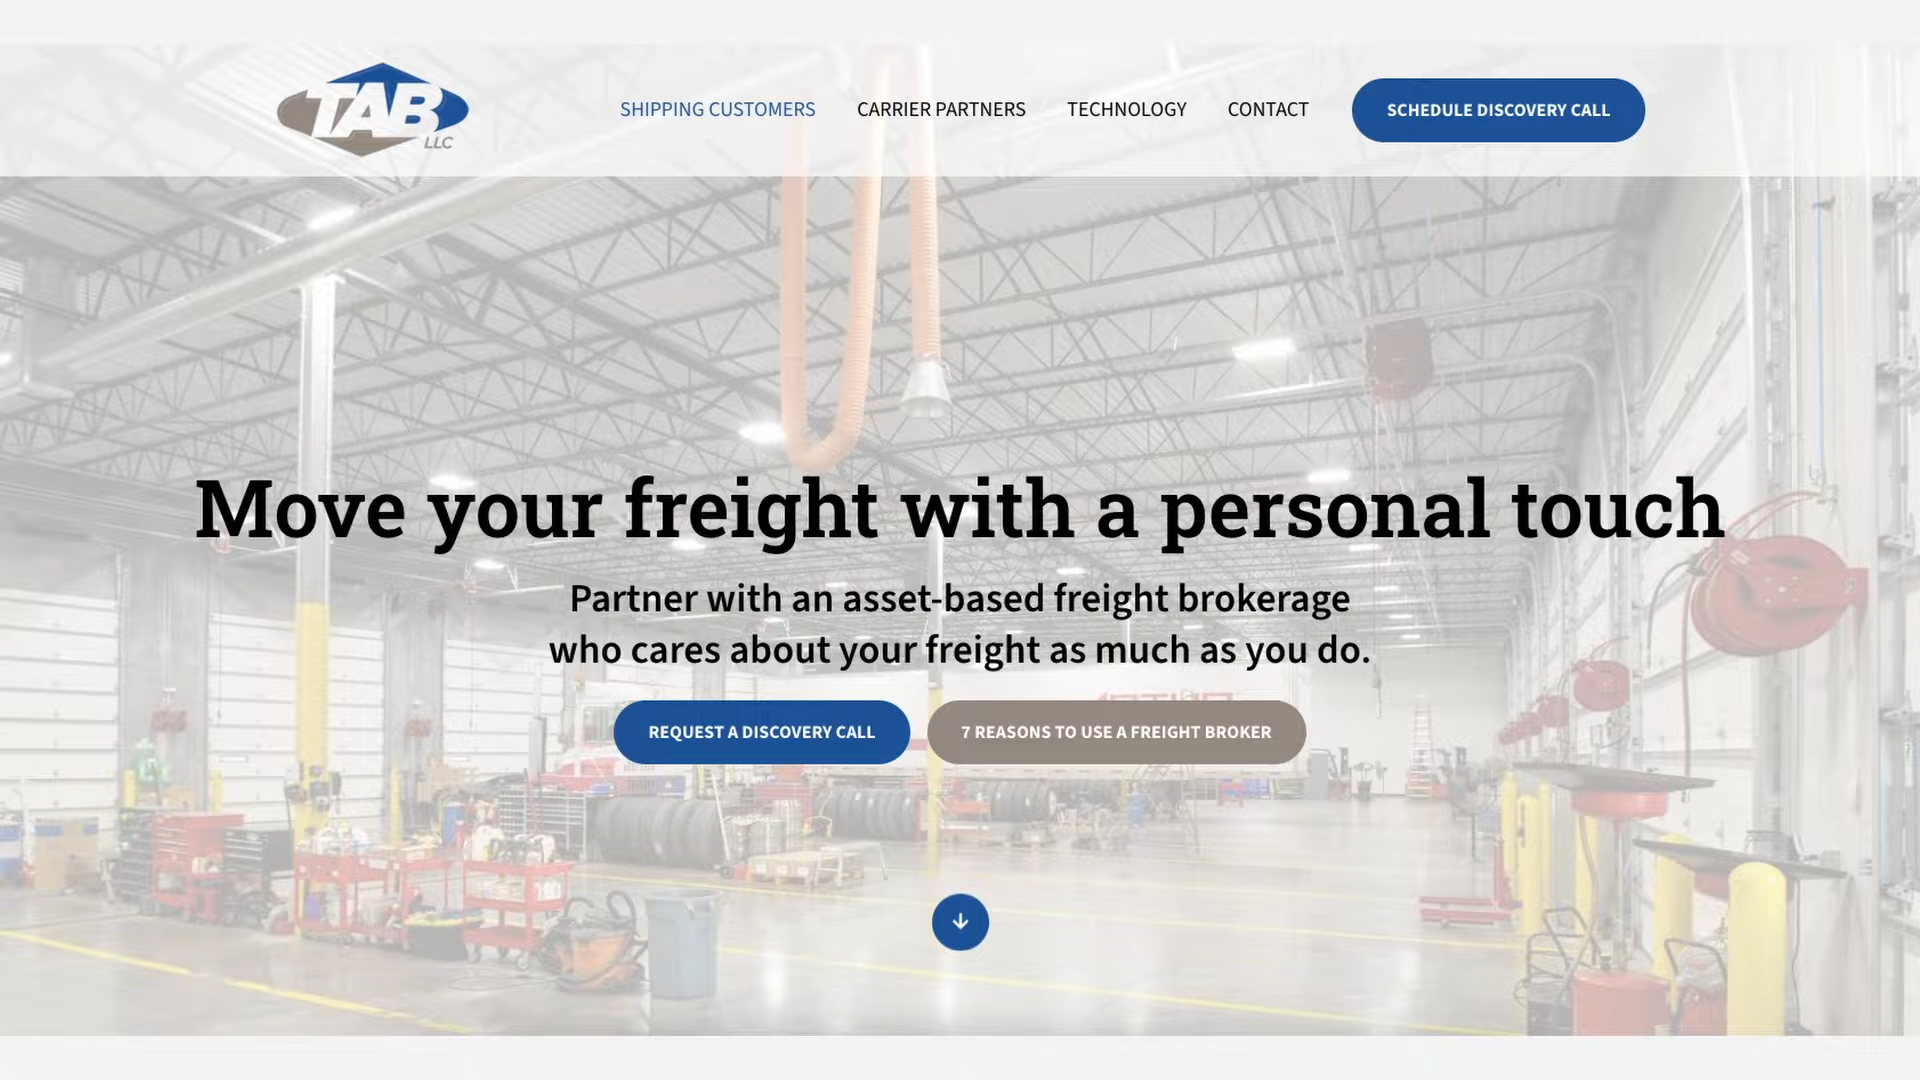 TAB
LLC
SHIPPING CUSTOMERS
CARRIER PARTNERS
TECHNOLOGY
CONTACT
SCHEDULE DISCOVERY CALL
Move your freight with a personal touch
Partner with an asset-based freight brokerage
who cares about your freight as much as you do.
REQUEST A DISCOVERY CALL
7 REASONS TO USE A FREIGHT BROKER